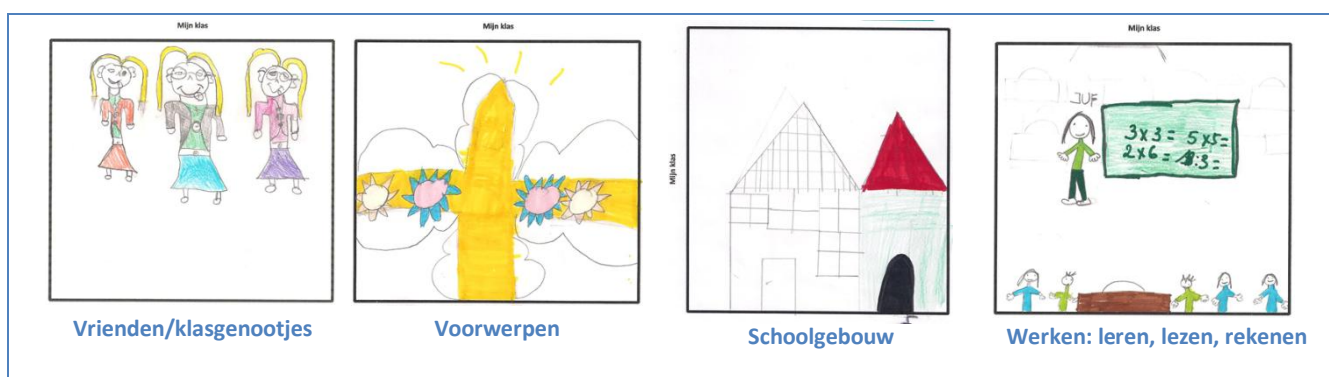 Mijn klas
Mijn klas
Mijn klas
Mijn klas
JUF
3x3= 5x5=
2x6= :3=
Vrienden/klasgenootjes
Voorwerpen
Schoolgebouw
Werken: leren, lezen, rekenen